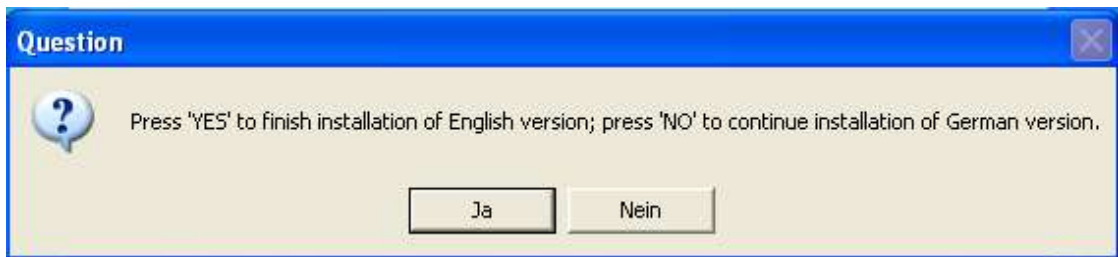 Question
Press 'YES' to finish installation of English version; press 'NO' to continue installation of German version.
Ja Nein